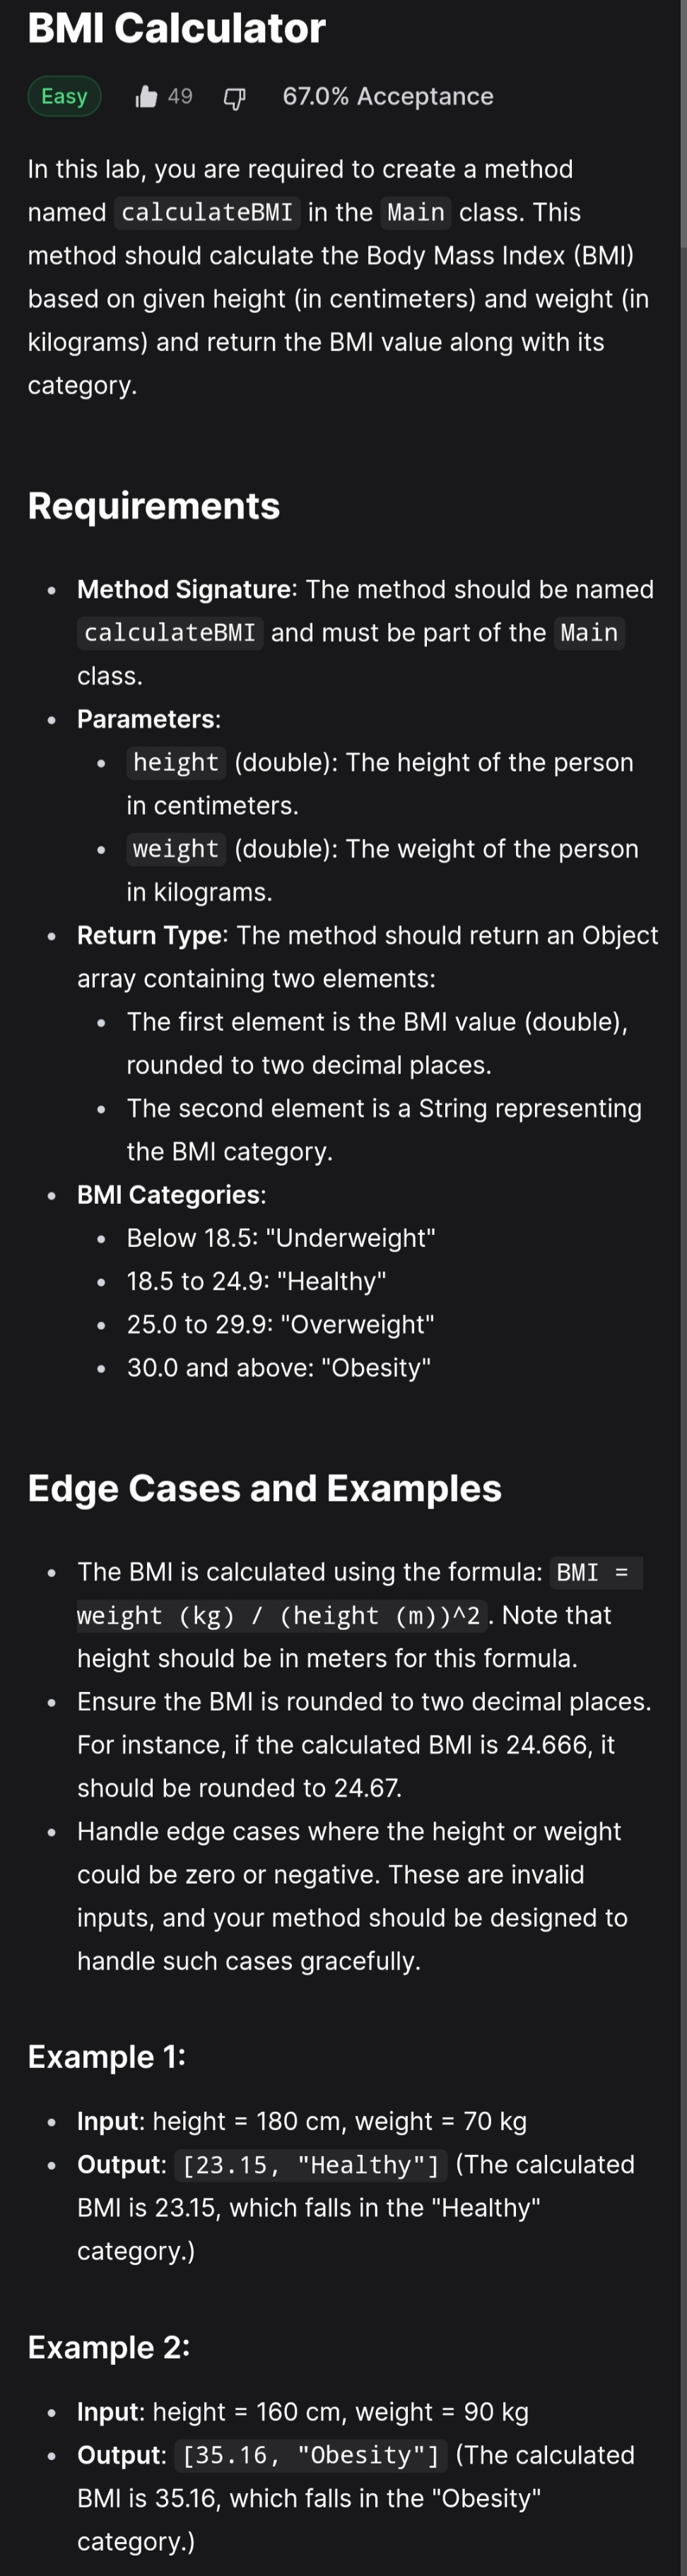 BMI Calculator
Easy 49 67.0% Acceptance
In this lab, you are required to create a method
named calculateBMI in the Main class. This
method should calculate the Body Mass Index (BMI)
based on given height (in centimeters) and weight (in
kilograms) and return the BMI value along with its
category.
Requirements
• Method Signature: The method should be named
calculateBMI and must be part of the Main
class.
• Parameters:
• height (double): The height of the person
in centimeters.
• weight (double): The weight of the person
in kilograms.
• Return Type: The method should return an Object
array containing two elements:
• The first element is the BMI value (double),
rounded to two decimal places.
• The second element is a String representing
the BMI category.
• BMI Categories:
• Below 18.5: "Underweight"
• 18.5 to 24.9: "Healthy"
• 25.0 to 29.9: "Overweight"
• 30.0 and above: "Obesity"
Edge Cases and Examples
• The BMI is calculated using the formula: BMI =
weight (kg) / (height (m))^2. Note that
height should be in meters for this formula.
• Ensure the BMI is rounded to two decimal places.
For instance, if the calculated BMI is 24.666, it
should be rounded to 24.67.
• Handle edge cases where the height or weight
could be zero or negative. These are invalid
inputs, and your method should be designed to
handle such cases gracefully.
Example 1:
• Input: height = 180 cm, weight = 70 kg
• Output: [23.15, "Healthy"] (The calculated
BMI is 23.15, which falls in the "Healthy"
category.)
Example 2:
• Input: height = 160 cm, weight = 90 kg
• Output: [35.16, "Obesity"] (The calculated
BMI is 35.16, which falls in the "Obesity"
category.)